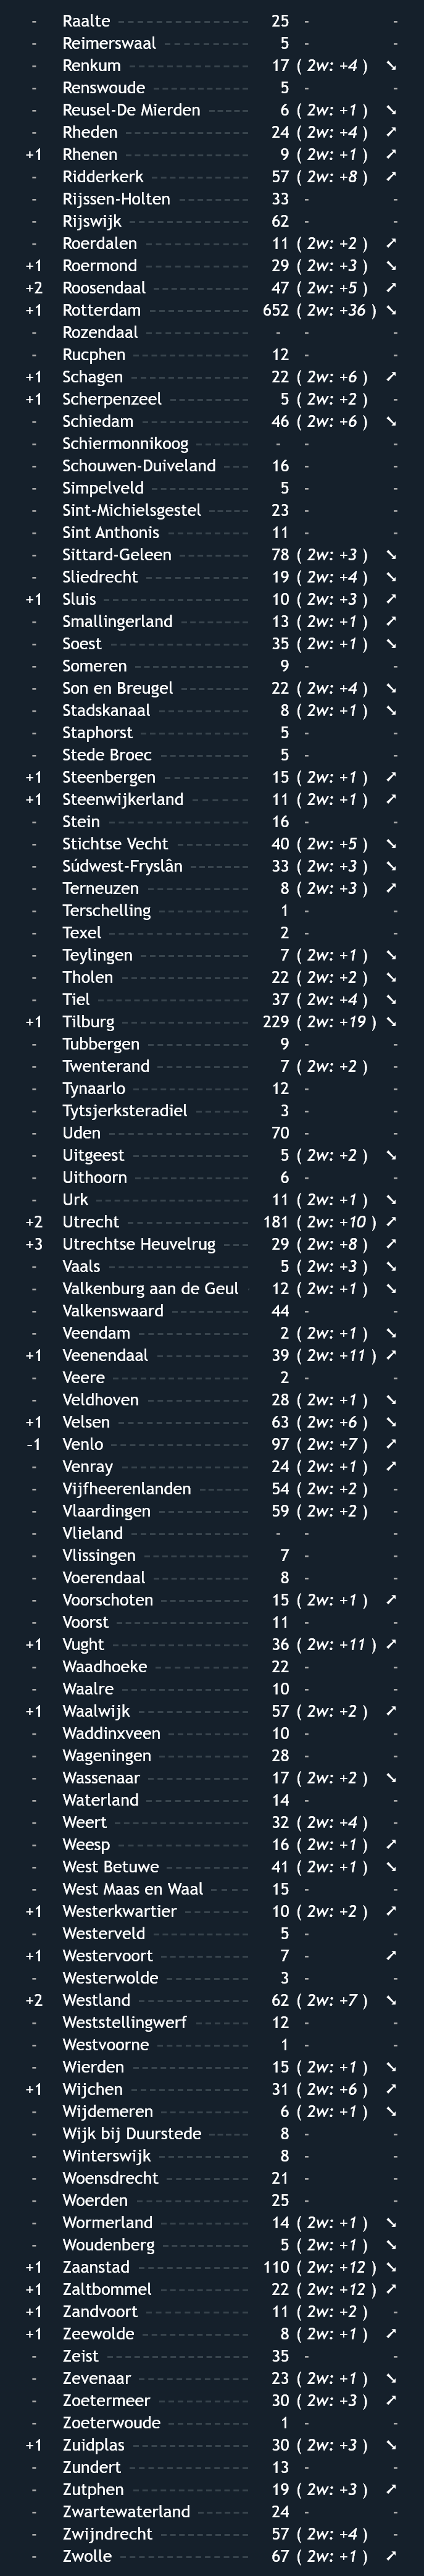 - Raalte 25 - -
- Reimerswaal 5 - -
- Renkum 17 ( 2w: +4 ) ➘
- Renswoude 5 - -
- Reusel-De Mierden 6 ( 2w: +1 ) ➘
- Rheden 24 ( 2w: +4 ) ➚
+1 Rhenen 9 ( 2w: +1 ) ➚
- Ridderkerk 57 ( 2w: +8 ) ➚
- Rijssen-Holten 33 - -
- Rijswijk 62 - -
- Roerdalen 11 ( 2w: +2 ) ➚
+1 Roermond 29 ( 2w: +3 ) ➘
+2 Roosendaal 47 ( 2w: +5 ) ➚
+1 Rotterdam 652 ( 2w: +36 ) ➘
- Rozendaal - - -
- Rucphen 12 - -
+1 Schagen 22 ( 2w: +6 ) ➚
+1 Scherpenzeel 5 ( 2w: +2 ) -
- Schiedam 46 ( 2w: +6 ) ➘
- Schiermonnikoog - - -
- Schouwen-Duiveland 16 - -
- Simpelveld 5 - -
- Sint-Michielsgestel 23 - -
- Sint Anthonis 11 - -
- Sittard-Geleen 78 ( 2w: +3 ) ➘
- Sliedrecht 19 ( 2w: +4 ) ➘
+1 Sluis 10 ( 2w: +3 ) ➚
- Smallingerland 13 ( 2w: +1 ) ➚
- Soest 35 ( 2w: +1 ) ➘
- Someren 9 - -
- Son en Breugel 22 ( 2w: +4 ) ➘
- Stadskanaal 8 ( 2w: +1 ) ➘
- Staphorst 5 - -
- Stede Broec 5 - -
+1 Steenbergen 15 ( 2w: +1 ) ➚
+1 Steenwijkerland 11 ( 2w: +1 ) ➚
- Stein 16 - -
- Stichtse Vecht 40 ( 2w: +5 ) ➘
- Súdwest-Fryslân 33 ( 2w: +3 ) ➘
- Terneuzen 8 ( 2w: +3 ) ➚
- Terschelling 1 - -
- Texel 2 - -
- Teylingen 7 ( 2w: +1 ) ➘
- Tholen 22 ( 2w: +2 ) ➘
- Tiel 37 ( 2w: +4 ) ➘
+1 Tilburg 229 ( 2w: +19 ) ➘
- Tubbergen 9 - -
- Twenterand 7 ( 2w: +2 ) -
- Tynaarlo 12 - -
- Tytsjerksteradiel 3 - -
- Uden 70 - -
- Uitgeest 5 ( 2w: +2 ) ➘
- Uithoorn 6 - -
- Urk 11 ( 2w: +1 ) ➘
+2 Utrecht 181 ( 2w: +10 ) ➚
+3 Utrechtse Heuvelrug 29 ( 2w: +8 ) ➚
- Vaals 5 ( 2w: +3 ) ➘
- Valkenburg aan de Geul 12 ( 2w: +1 ) ➘
- Valkenswaard 44 - -
- Veendam 2 ( 2w: +1 ) ➘
+1 Veenendaal 39 ( 2w: +11 ) ➚
- Veere 2 - -
- Veldhoven 28 ( 2w: +1 ) ➘
+1 Velsen 63 ( 2w: +6 ) ➘
-1 Venlo 97 ( 2w: +7 ) ➚
- Venray 24 ( 2w: +1 ) ➚
- Vijfheerenlanden 54 ( 2w: +2 ) -
- Vlaardingen 59 ( 2w: +2 ) -
- Vlieland - - -
- Vlissingen 7 - -
- Voerendaal 8 - -
- Voorschoten 15 ( 2w: +1 ) ➚
- Voorst 11 - -
+1 Vught 36 ( 2w: +11 ) ➚
- Waadhoeke 22 - -
- Waalre 10 - -
+1 Waalwijk 57 ( 2w: +2 ) ➚
- Waddinxveen 10 - -
- Wageningen 28 - -
- Wassenaar 17 ( 2w: +2 ) ➘
- Waterland 14 - -
- Weert 32 ( 2w: +4 ) -
- Weesp 16 ( 2w: +1 ) ➚
- West Betuwe 41 ( 2w: +1 ) ➘
- West Maas en Waal 15 - -
+1 Westerkwartier 10 ( 2w: +2 ) ➚
- Westerveld 5 - -
+1 Westervoort 7 - ➚
- Westerwolde 3 - -
+2 Westland 62 ( 2w: +7 ) ➘
- Weststellingwerf 12 - -
- Westvoorne 1 - -
- Wierden 15 ( 2w: +1 ) ➘
+1 Wijchen 31 ( 2w: +6 ) ➚
- Wijdemeren 6 ( 2w: +1 ) ➘
- Wijk bij Duurstede 8 - -
- Winterswijk 8 - -
- Woensdrecht 21 - -
- Woerden 25 - -
- Wormerland 14 ( 2w: +1 ) ➘
- Woudenberg 5 ( 2w: +1 ) ➘
+1 Zaanstad 110 ( 2w: +12 ) ➘
+1 Zaltbommel 22 ( 2w: +12 ) ➚
+1 Zandvoort 11 ( 2w: +2 ) -
+1 Zeewolde 8 ( 2w: +1 ) ➚
- Zeist 35 - -
- Zevenaar 23 ( 2w: +1 ) ➘
- Zoetermeer 30 ( 2w: +3 ) ➚
- Zoeterwoude 1 - -
+1 Zuidplas 30 ( 2w: +3 ) ➘
- Zundert 13 - -
- Zutphen 19 ( 2w: +3 ) ➚
- Zwartewaterland 24 - -
- Zwijndrecht 57 ( 2w: +4 ) -
- Zwolle 67 ( 2w: +1 ) ➚